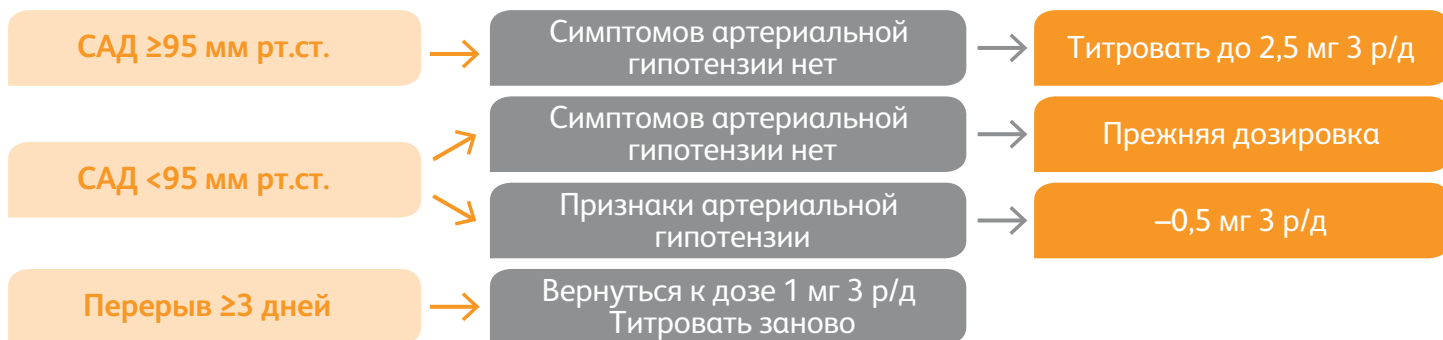 САД ≥95 мм рт.ст.
Симптомов артериальной
гипотензии нет
Титровать до 2,5 мг 3 р/д
САД <95 мм рт.ст.
Симптомов артериальной
гипотензии нет
Прежняя дозировка
Признаки артериальной
гипотензии
–0,5 мг 3 р/д
Перерыв ≥3 дней
Вернуться к дозе 1 мг 3 р/д
Титровать заново